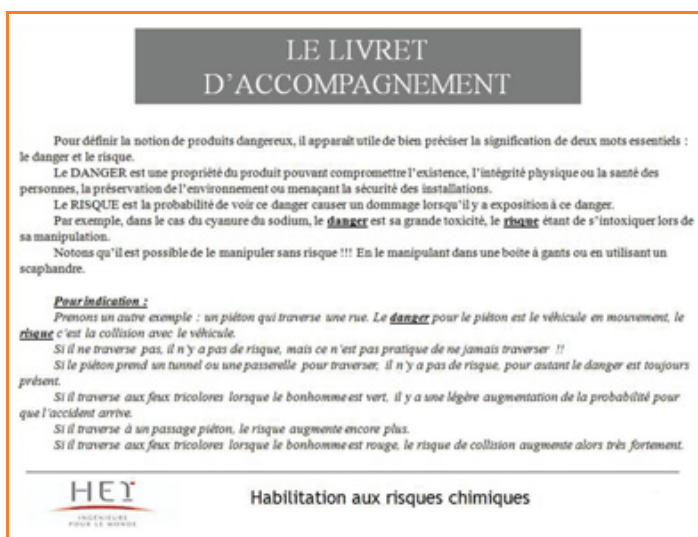 LE LIVRET
D'ACCOMPAGNEMENT
Pour définir la notion de produits dangereux, il apparaît utile de bien préciser la signification de deux mots essentiels :
le danger et le risque.
Le DANGER est une propriété du produit pouvant compromettre l'existence, l'intégrité physique ou la santé des
personnes, la préservation de l'environnement ou menaçant la sécurité des installations.
Le RISQUE est la probabilité de voir ce danger causer un dommage lorsqu'il y a exposition à ce danger.
Par exemple, dans le cas du cyanure du sodium, le danger est sa grande toxicité, le risque étant de s'intoxiquer lors de
sa manipulation.
Notons qu'il est possible de le manipuler sans risque !!! En le manipulant dans une boite à gants ou en utilisant un
scaphandre.
Pour indication :
Prenons un autre exemple : un piéton qui traverse une rue. Le danger pour le piéton est le véhicule en mouvement, le
risque c'est la collision avec le véhicule.
Si il ne traverse pas, il n'y a pas de risque, mais ce n'est pas pratique de ne jamais traverser !!
Si le piéton prend un tunnel ou une passerelle pour traverser, il n'y a pas de risque, pour autant le danger est toujours
présent.
Si il traverse aux feux tricolores lorsque le bonhomme est vert, il y a une légère augmentation de la probabilité pour
que l'accident arrive.
Si il traverse à un passage piéton, le risque augmente encore plus.
Si il traverse aux feux tricolores lorsque le bonhomme est rouge, le risque de collision augmente alors très fortement.
HEI
INGÉNIEURS
POUR LE MONDE
Habilitation aux risques chimiques